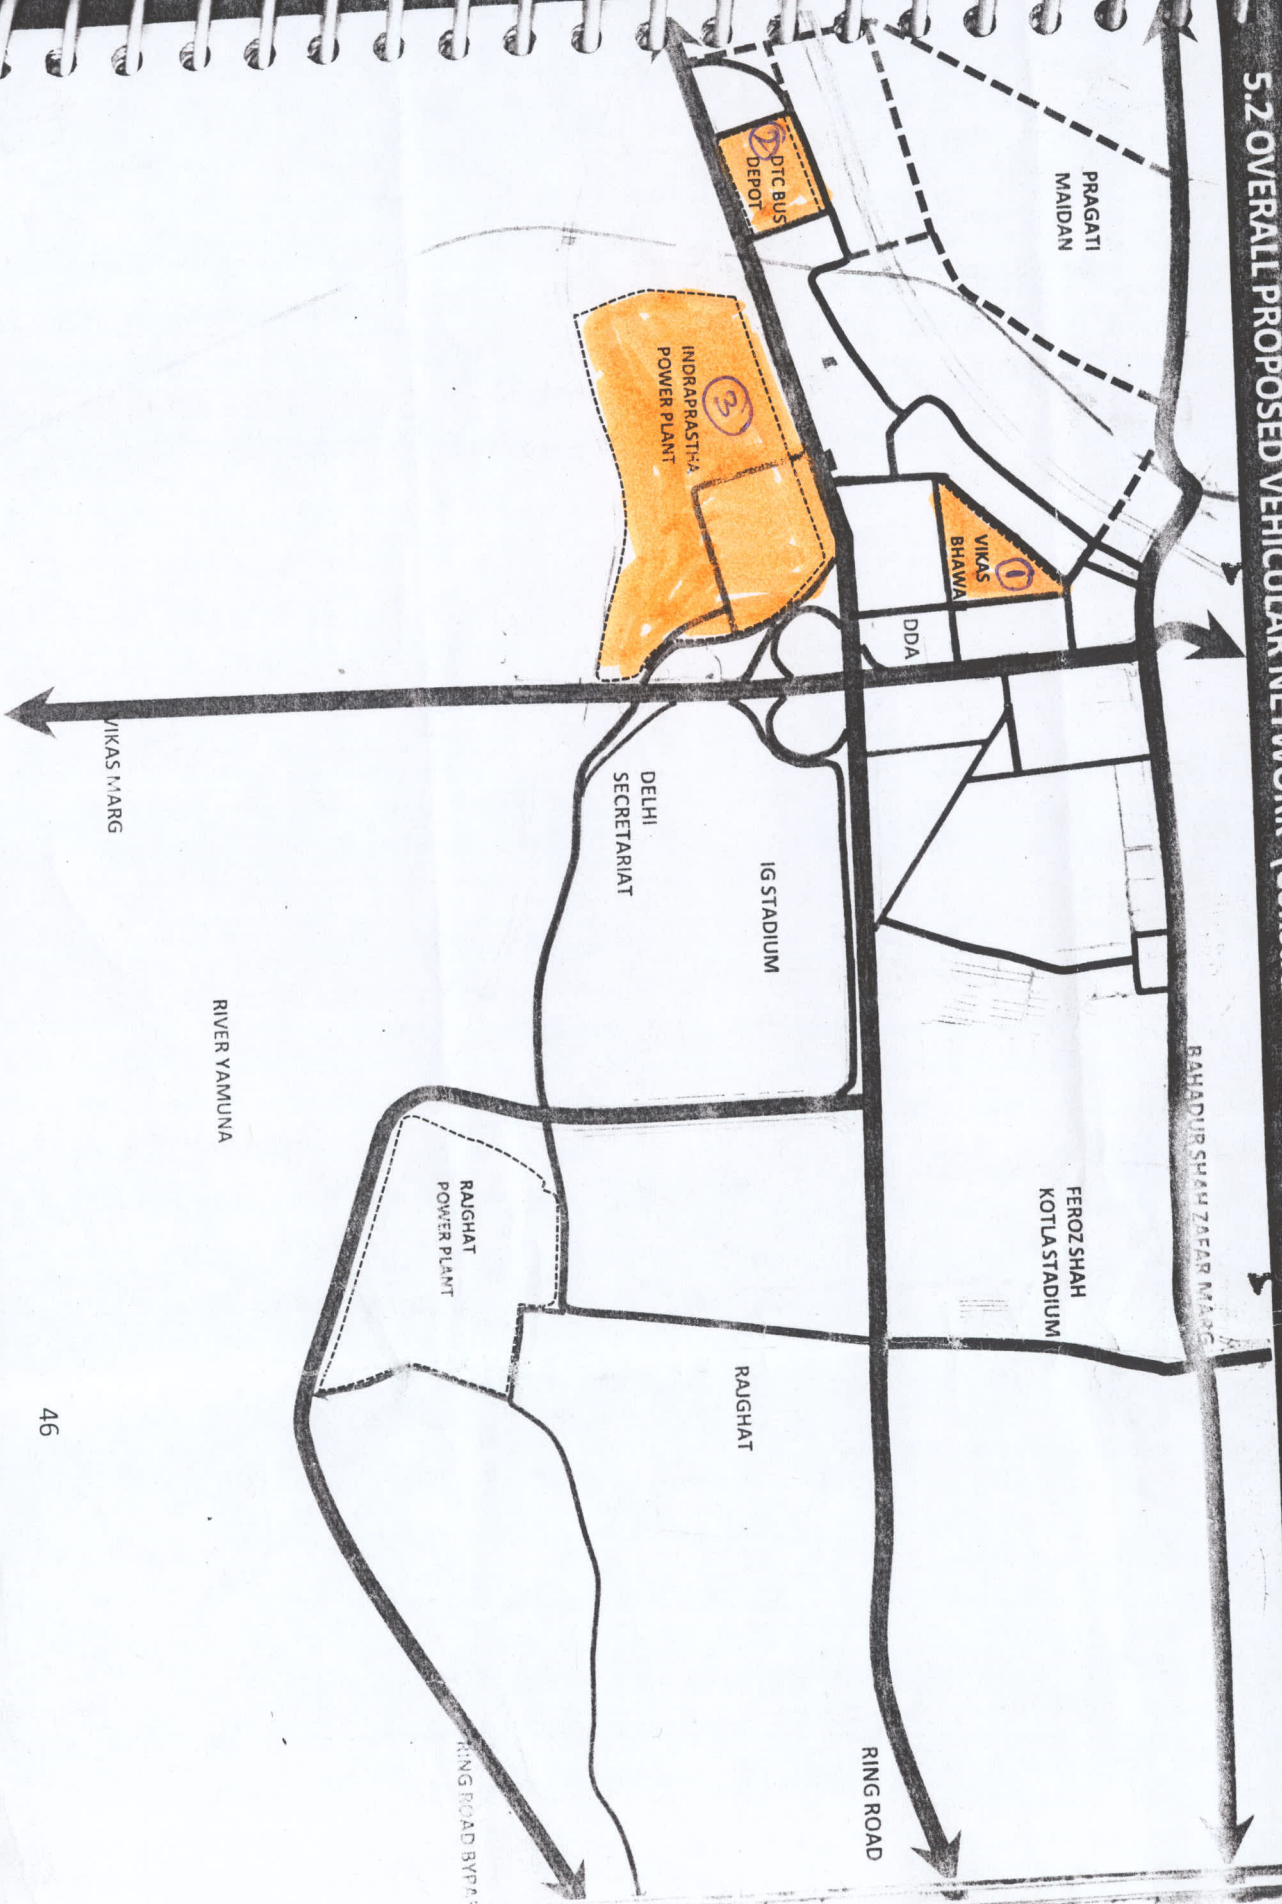 5.2 OVERALL PROPOSED VEHICULAR NETWORK
PRAGATI
MAIDAN
2
DTC BUS
DEPOT
3
INDRAPRASTHA
POWER PLANT
1
VIKAS
BHAWA
DDA
VIKAS MARG
DELHI
SECRETARIAT
IG STADIUM
RIVER YAMUNA
BAHADUR SHAH ZAFAR MARG
FEROZ SHAH
KOTLA STADIUM
RAJGHAT
POWER PLANT
RAJGHAT
RING ROAD
RING ROAD BYPA
46